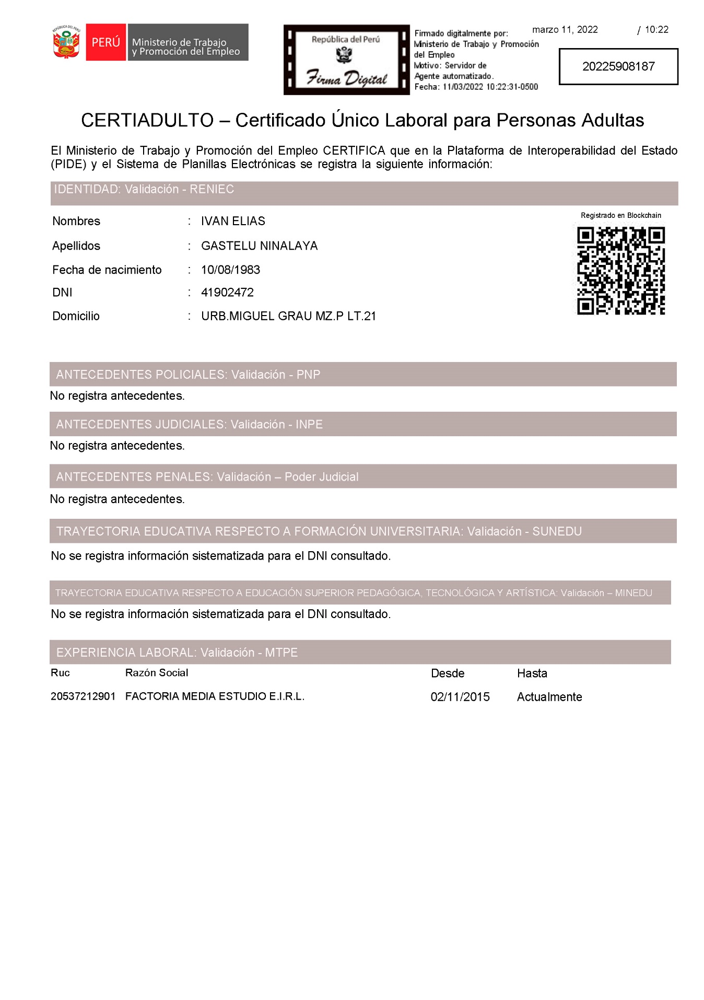 REPÚBLICA DEL PERÚ
PERÚ
Ministerio de Trabajo
y Promoción del Empleo
República del Perú
Firma Digital
Firmado digitalmente por:
Ministerio de Trabajo y Promoción
del Empleo
Motivo: Servidor de
Agente automatizado.
Fecha: 11/03/2022 10:22:31-0500
marzo 11, 2022 / 10:22
20225908187
CERTIADULTO – Certificado Único Laboral para Personas Adultas
El Ministerio de Trabajo y Promoción del Empleo CERTIFICA que en la Plataforma de Interoperabilidad del Estado
(PIDE) y el Sistema de Planillas Electrónicas se registra la siguiente información:
IDENTIDAD: Validación - RENIEC
Registrado en Blockchain
Nombres : IVAN ELIAS
Apellidos : GASTELU NINALAYA
Fecha de nacimiento : 10/08/1983
DNI : 41902472
Domicilio : URB.MIGUEL GRAU MZ.P LT.21
ANTECEDENTES POLICIALES: Validación - PNP
No registra antecedentes.
ANTECEDENTES JUDICIALES: Validación - INPE
No registra antecedentes.
ANTECEDENTES PENALES: Validación – Poder Judicial
No registra antecedentes.
TRAYECTORIA EDUCATIVA RESPECTO A FORMACIÓN UNIVERSITARIA: Validación - SUNEDU
No se registra información sistematizada para el DNI consultado.
TRAYECTORIA EDUCATIVA RESPECTO A EDUCACIÓN SUPERIOR PEDAGÓGICA, TECNOLÓGICA Y ARTÍSTICA: Validación – MINEDU
No se registra información sistematizada para el DNI consultado.
EXPERIENCIA LABORAL: Validación - MTPE
Ruc Razón Social Desde Hasta
20537212901 FACTORIA MEDIA ESTUDIO E.I.R.L. 02/11/2015 Actualmente